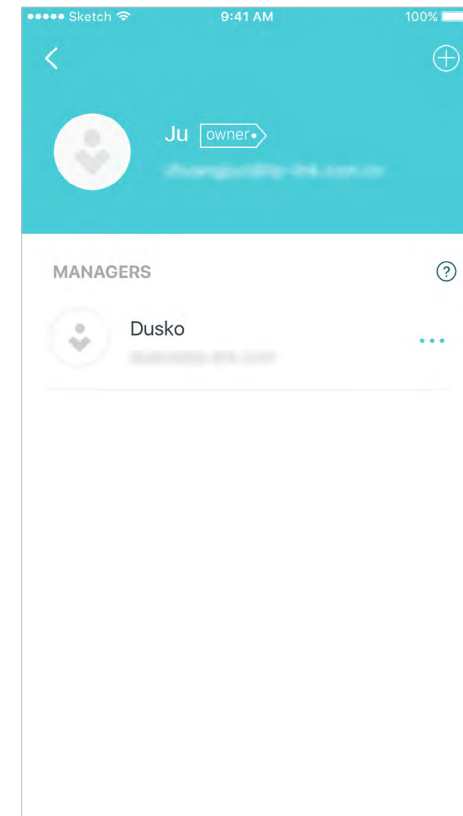 Sketch 9:41 AM 100%
Ju owner
MANAGERS ?
Dusko
...